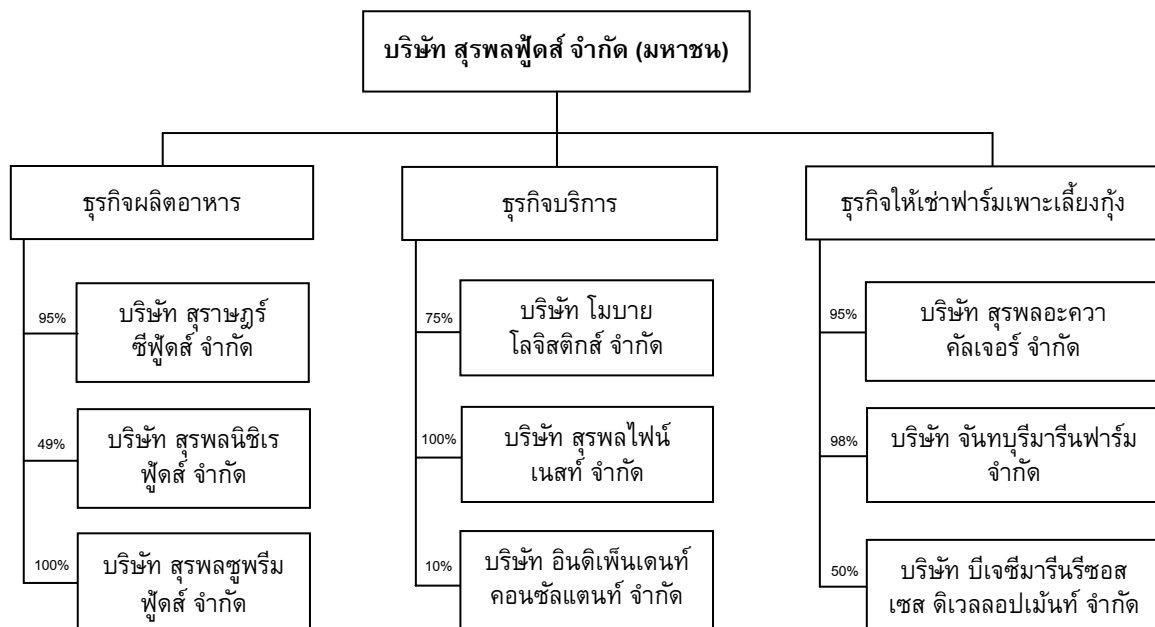 บริษัท สุรพลฟู้ดส์ จำกัด (มหาชน)
ธุรกิจผลิตอาหาร
95%
บริษัท สุราษฎร์
ซีฟู้ดส์ จำกัด
49%
บริษัท สุรพลนิชิเร
ฟู้ดส์ จำกัด
100%
บริษัท สุรพลซูพรีม
ฟู้ดส์ จำกัด
ธุรกิจบริการ
75%
บริษัท โมบาย
โลจิสติกส์ จำกัด
100%
บริษัท สุรพลไฟน์
เนสท์ จำกัด
10%
บริษัท อินดิเพ็นเดนท์
คอนซัลแตนท์ จำกัด
ธุรกิจให้เช่าฟาร์มเพาะเลี้ยงกุ้ง
95%
บริษัท สุรพลอะควา
คัลเจอร์ จำกัด
98%
บริษัท จันทบุรีมารีนฟาร์ม
จำกัด
50%
บริษัท บีเจซีมารีนรีซอส
เซส ดิเวลลอปเม้นท์ จำกัด